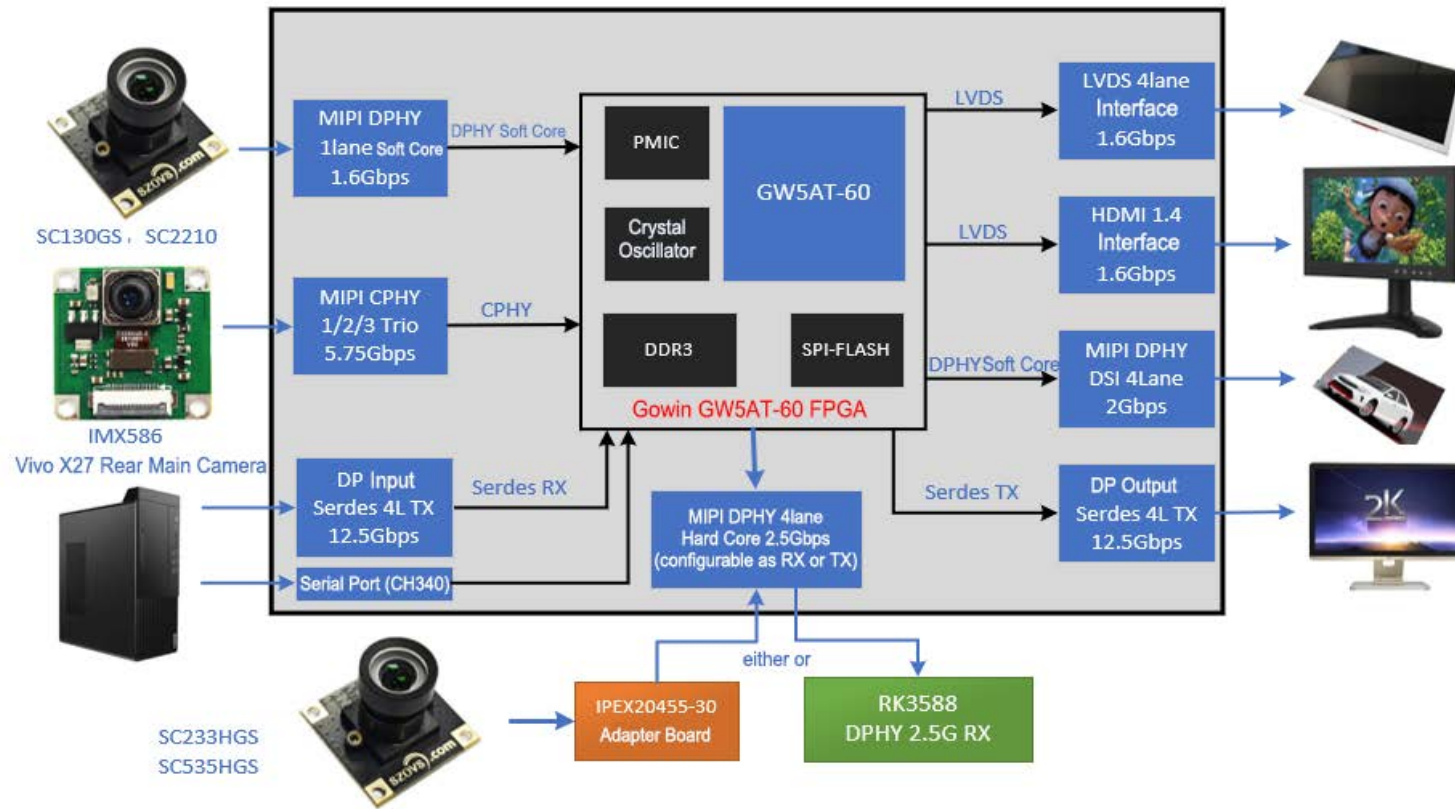 MIPI DPHY
1lane Soft Core
1.6Gbps
DPHY Soft Core
szovs.com
SC130GS, SC2210
PMIC
GW5AT-60
Crystal
Oscillator
DDR3
SPI-FLASH
Gowin GW5AT-60 FPGA
LVDS
LVDS 4lane
Interface
1.6Gbps
LVDS
HDMI 1.4
Interface
1.6Gbps
MIPI CPHY
1/2/3 Trio
5.75Gbps
CPHY
IMX586
Vivo X27 Rear Main Camera
DPHYSoft Core
MIPI DPHY
DSI 4Lane
2Gbps
DP Input
Serdes 4L TX
12.5Gbps
Serdes RX
Serial Port (CH340)
MIPI DPHY 4lane
Hard Core 2.5Gbps
(configurable as RX or TX)
Serdes TX
DP Output
Serdes 4L TX
12.5Gbps
2K
either or
szovs.com
SC233HGS
SC535HGS
IPEX20455-30
Adapter Board
RK3588
DPHY 2.5G RX